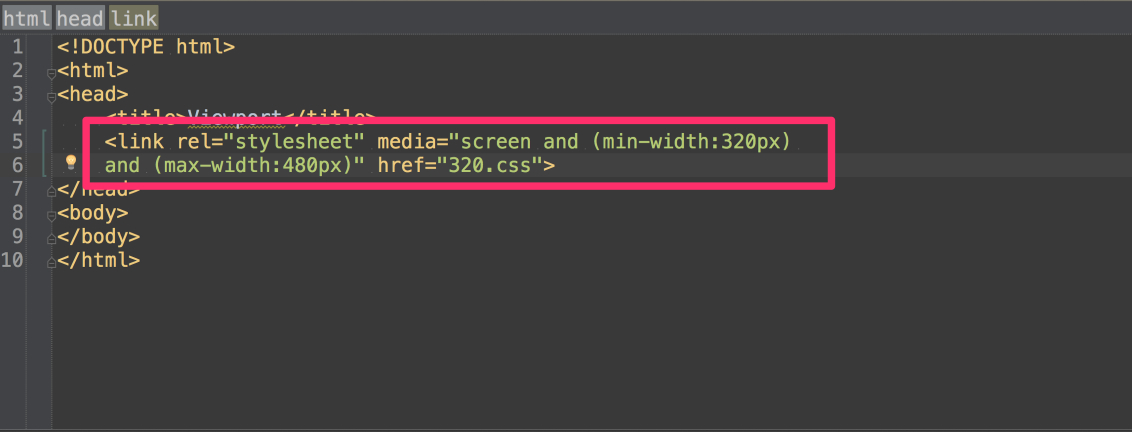 html head link
1 <!DOCTYPE html>
2 <html>
3 <head>
4 <title>Viewport</title>
5 <link rel="stylesheet" media="screen and (min-width:320px)
6 and (max-width:480px)" href="320.css">
7 </head>
8 <body>
9 </body>
10 </html>